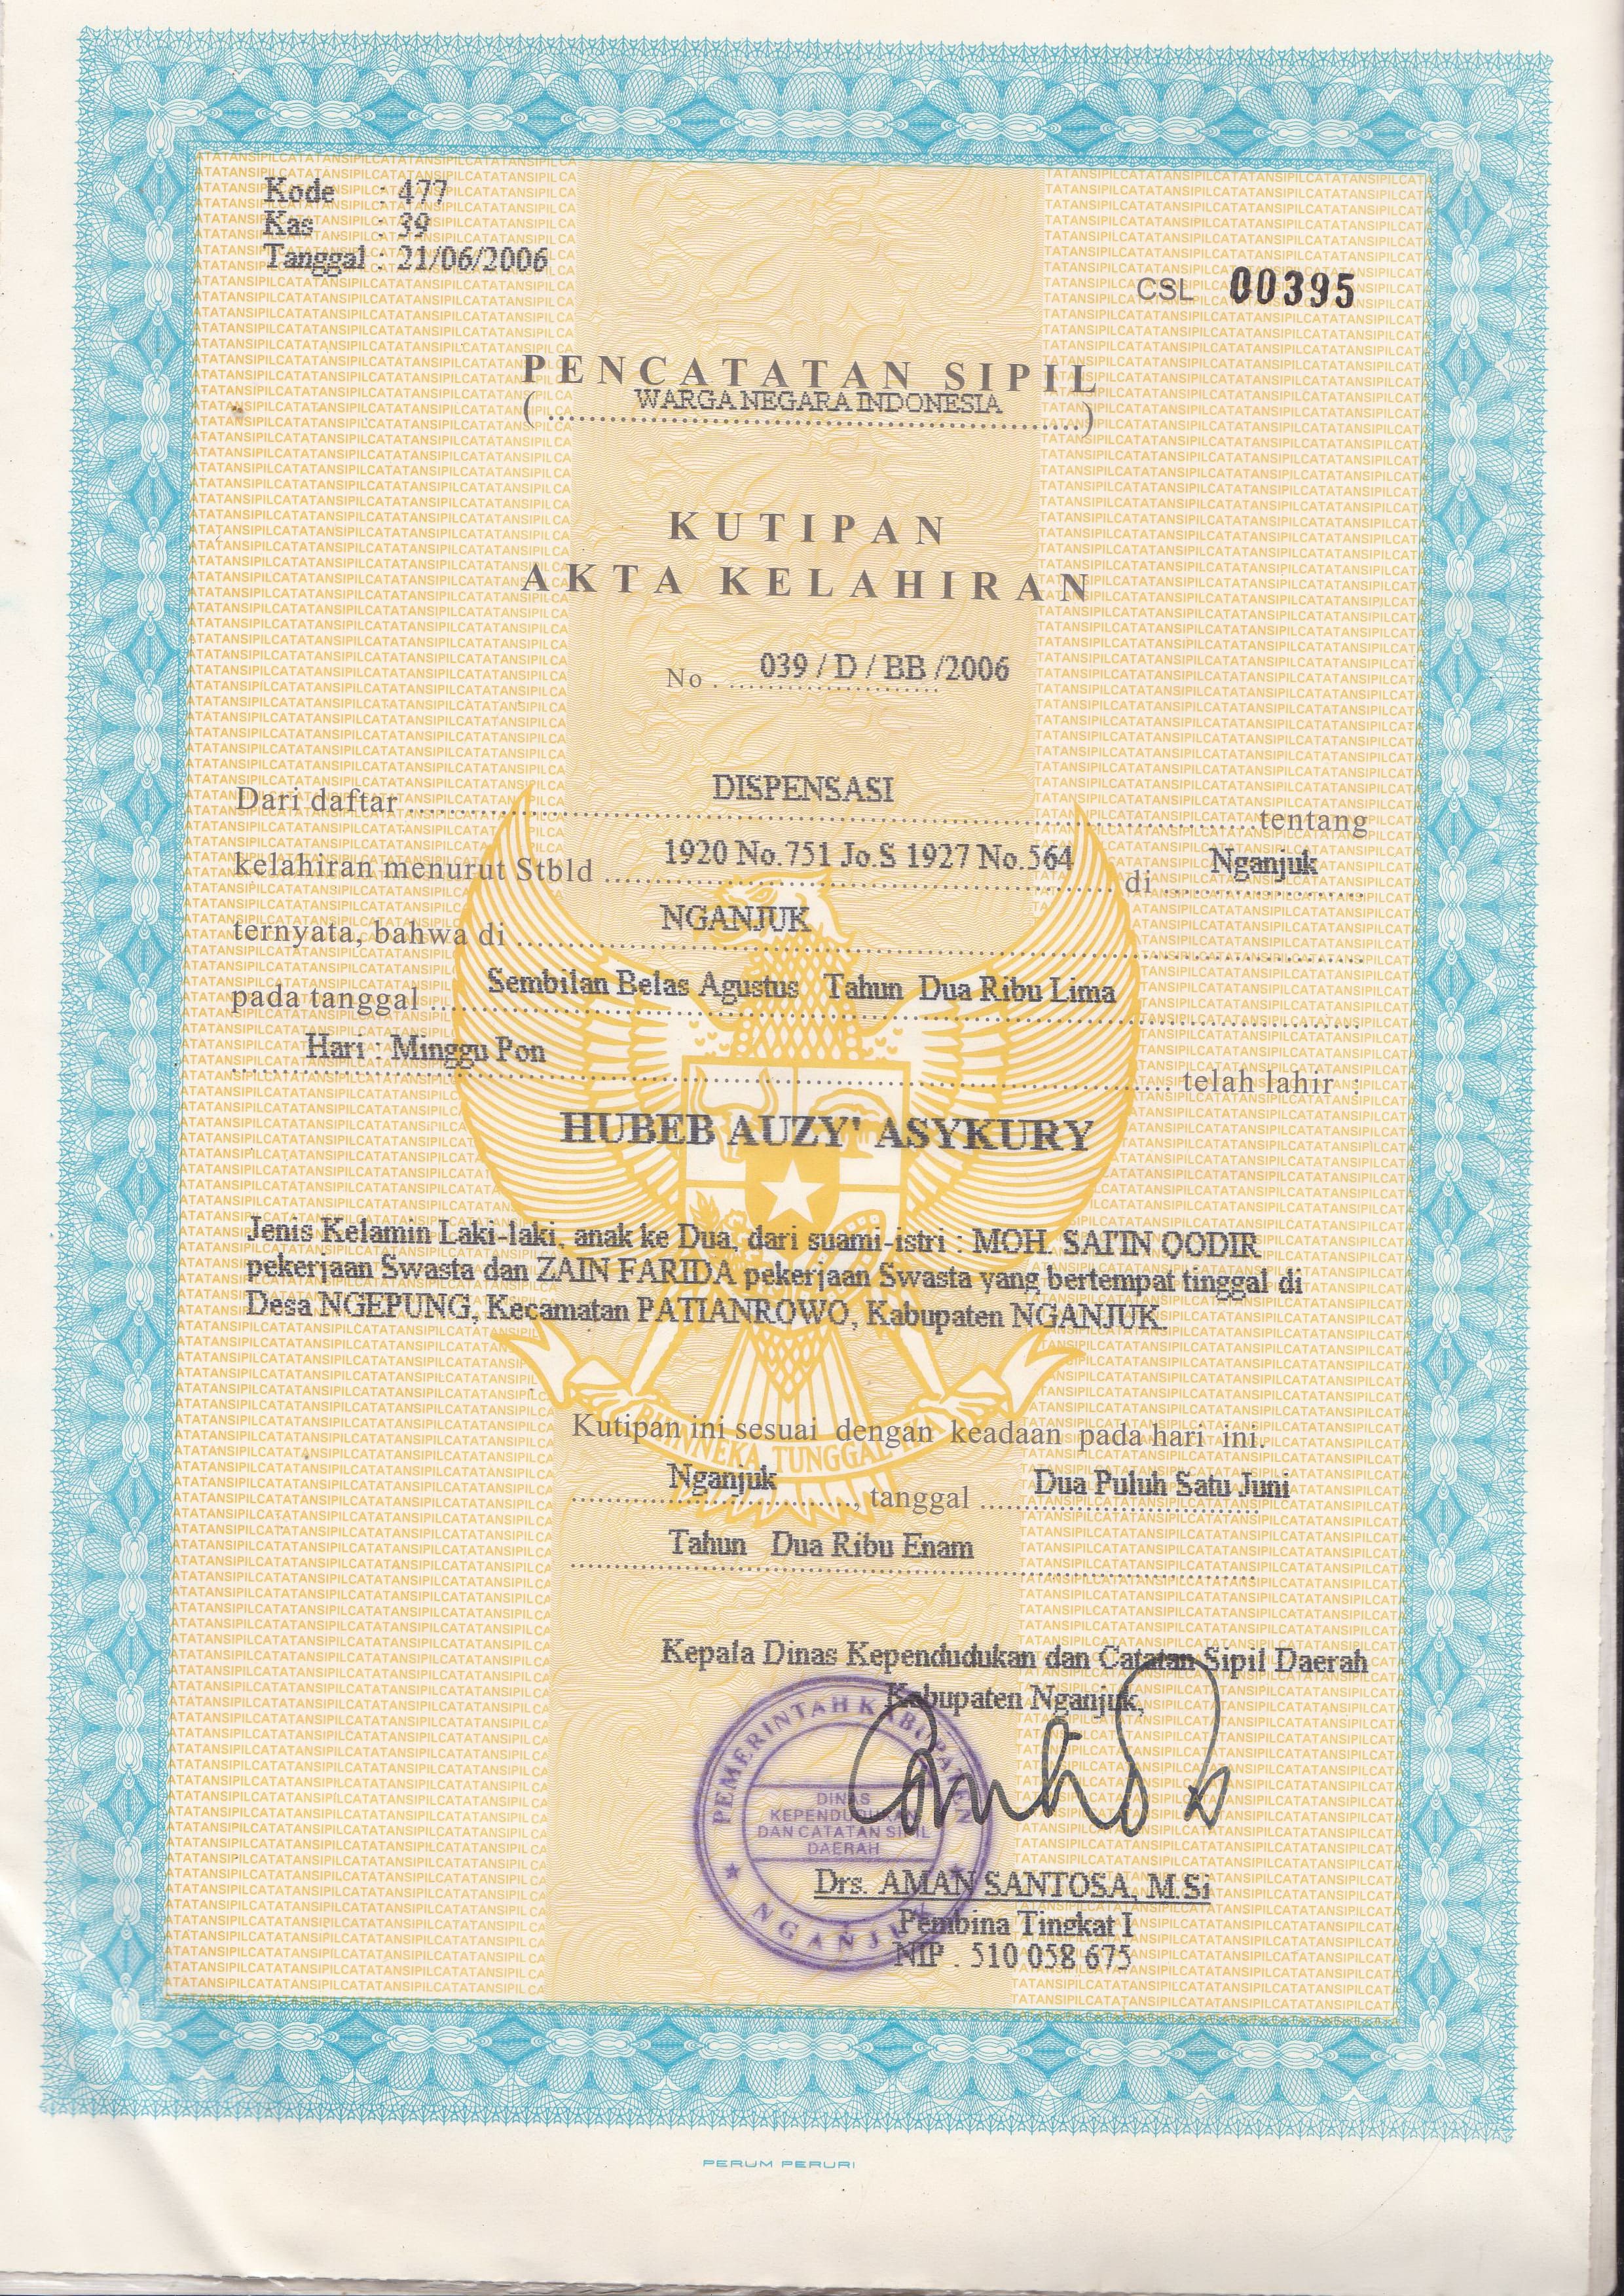 Kode : 477
Kas : 39
Tanggal : 21/06/2006
CSL 00395
PENCATATAN SIPIL
( WARGA NEGARA INDONESIA )
KUTIPAN
AKTA KELAHIRAN
No . 039 / D / BB /2006
Dari daftar DISPENSASI tentang
kelahiran menurut Stbld 1920 No.751 Jo.S 1927 No.564 di Nganjuk
ternyata, bahwa di NGANJUK
pada tanggal Sembilan Belas Agustus Tahun Dua Ribu Lima
Hari : Minggu Pon telah lahir :
HUBEB AUZY' ASYKURY
Jenis Kelamin Laki-laki, anak ke Dua, dari suami-istri : MOH. SAI'IN QODIR
pekerjaan Swasta dan ZAIN FARIDA pekerjaan Swasta yang bertempat tinggal di
Desa NGEPUNG, Kecamatan PATIANROWO, Kabupaten NGANJUK.
BHINNEKA TUNGGAL IKA
Kutipan ini sesuai dengan keadaan pada hari ini.
Nganjuk, tanggal Dua Puluh Satu Juni
Tahun Dua Ribu Enam
Kepala Dinas Kependudukan dan Catatan Sipil Daerah
Kabupaten Nganjuk,
PEMERINTAH KABUPATEN
DINAS
KEPENDUDUKAN
DAN CATATAN SIPIL
DAERAH
NGANJUK
Drs. AMAN SANTOSA, M.Si
Pembina Tingkat I
NIP . 510 058 675
PERUM PERURI